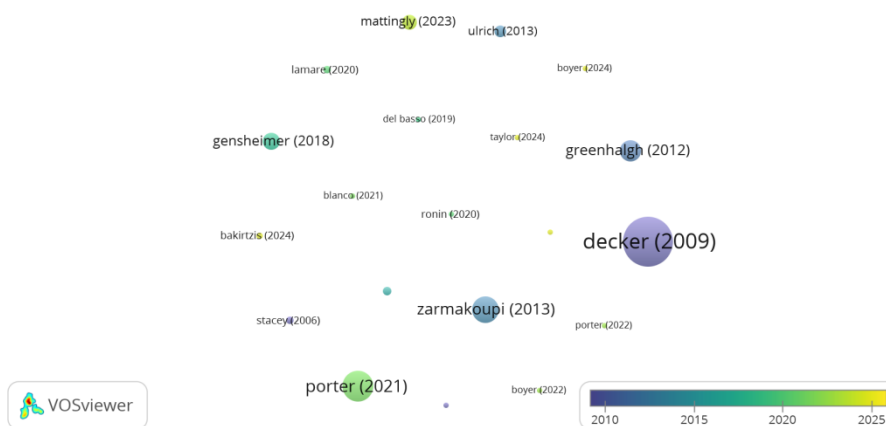 mattingly (2023)
ulrich (2013)
lamare (2020)
boyer (2024)
del basso (2019)
gensheimer (2018)
taylor (2024)
greenhalgh (2012)
blanco (2021)
ronin (2020)
bakirtzis (2024)
decker (2009)
zarmakoupi (2013)
stacey (2006)
porter (2022)
porter (2021)
boyer (2022)
VOSviewer
2010 2015 2020 2025